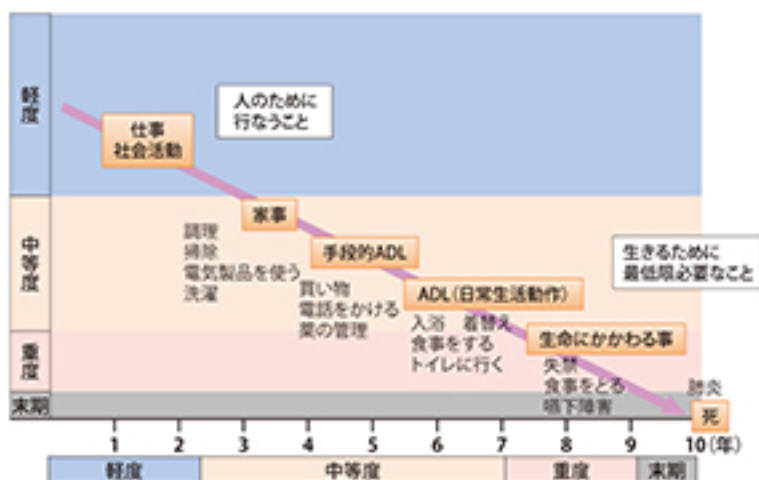 軽度
中等度
重度
末期
仕事
社会活動
人のために
行なうこと
家事
調理
掃除
電気製品を使う
洗濯
手段的ADL
買い物
電話をかける
薬の管理
生きるために
最低限必要なこと
ADL(日常生活動作)
入浴 着替え
食事をする
トイレに行く
生命にかかわる事
失禁
食事をとる
嚥下障害
肺炎
死
1 2 3 4 5 6 7 8 9 10(年)
軽度 中等度 重度 末期